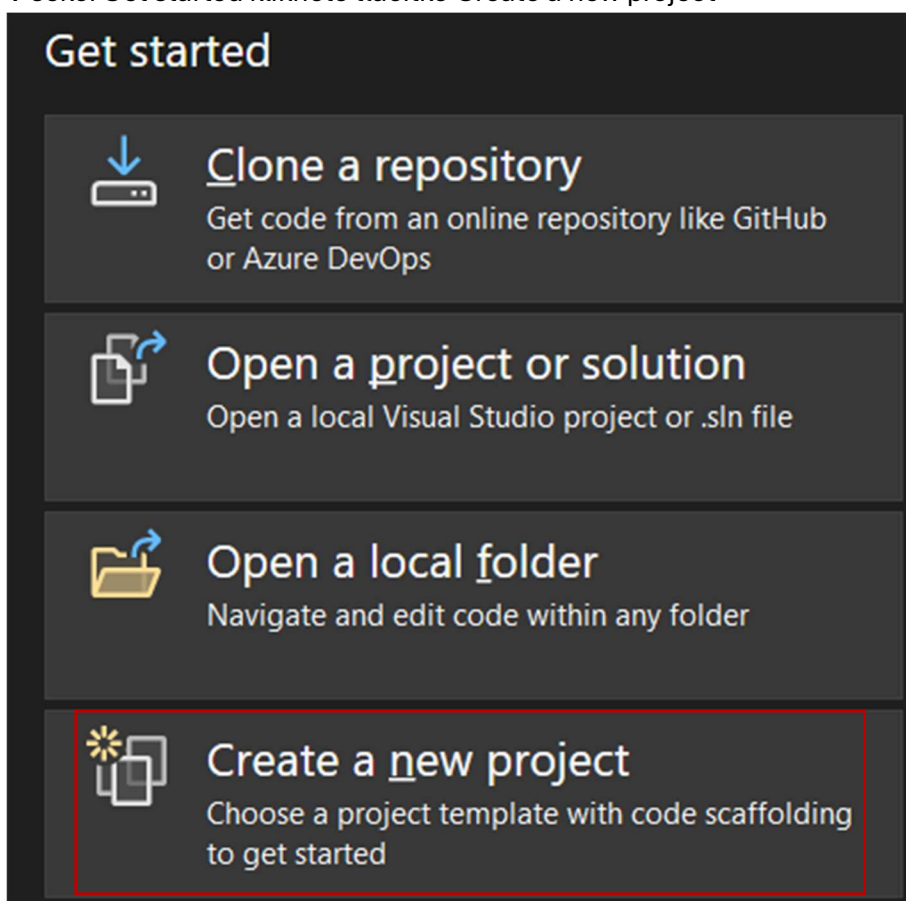 Get started
Clone a repository
Get code from an online repository like GitHub
or Azure DevOps
Open a project or solution
Open a local Visual Studio project or .sln file
Open a local folder
Navigate and edit code within any folder
Create a new project
Choose a project template with code scaffolding
to get started